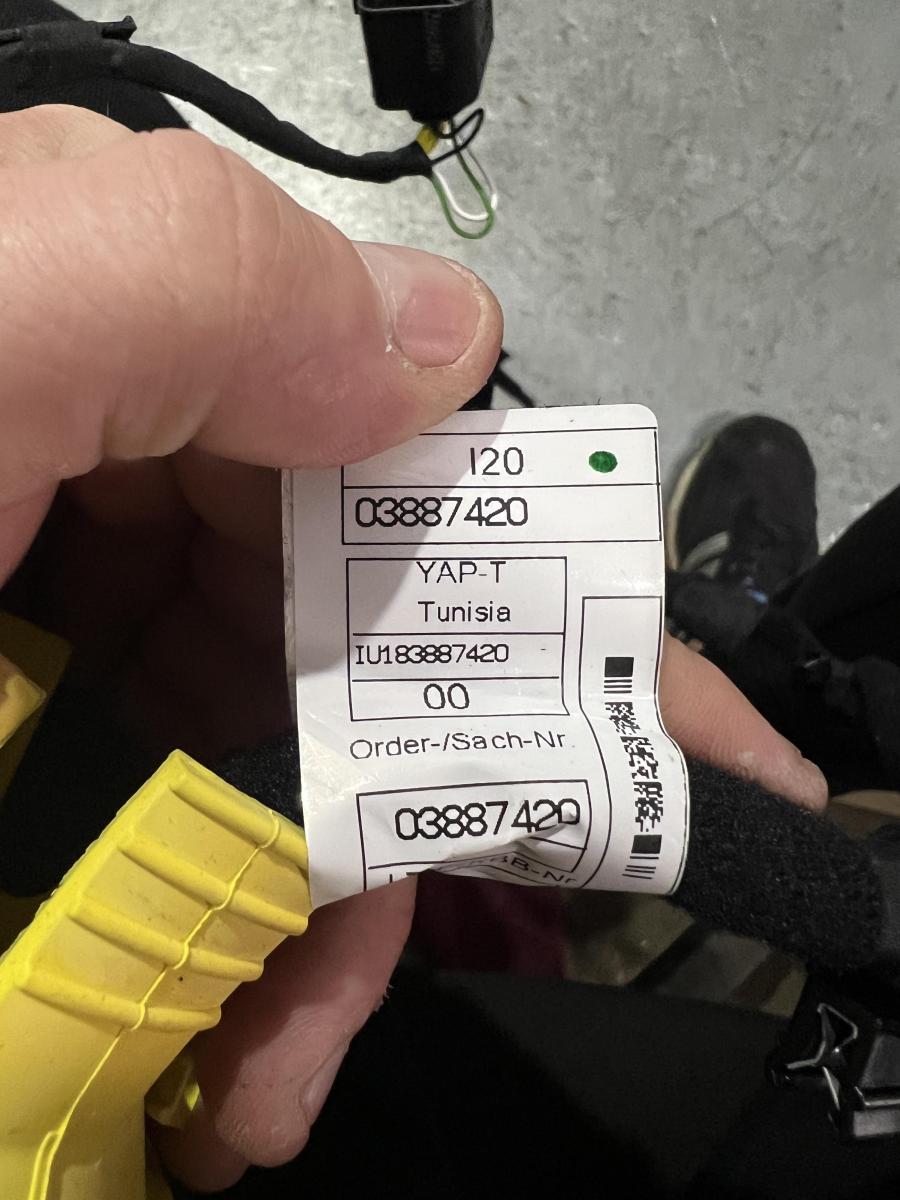 I20
03887420
YAP-T
Tunisia
IU183887420
00
Order-/Sach-Nr.
03887420